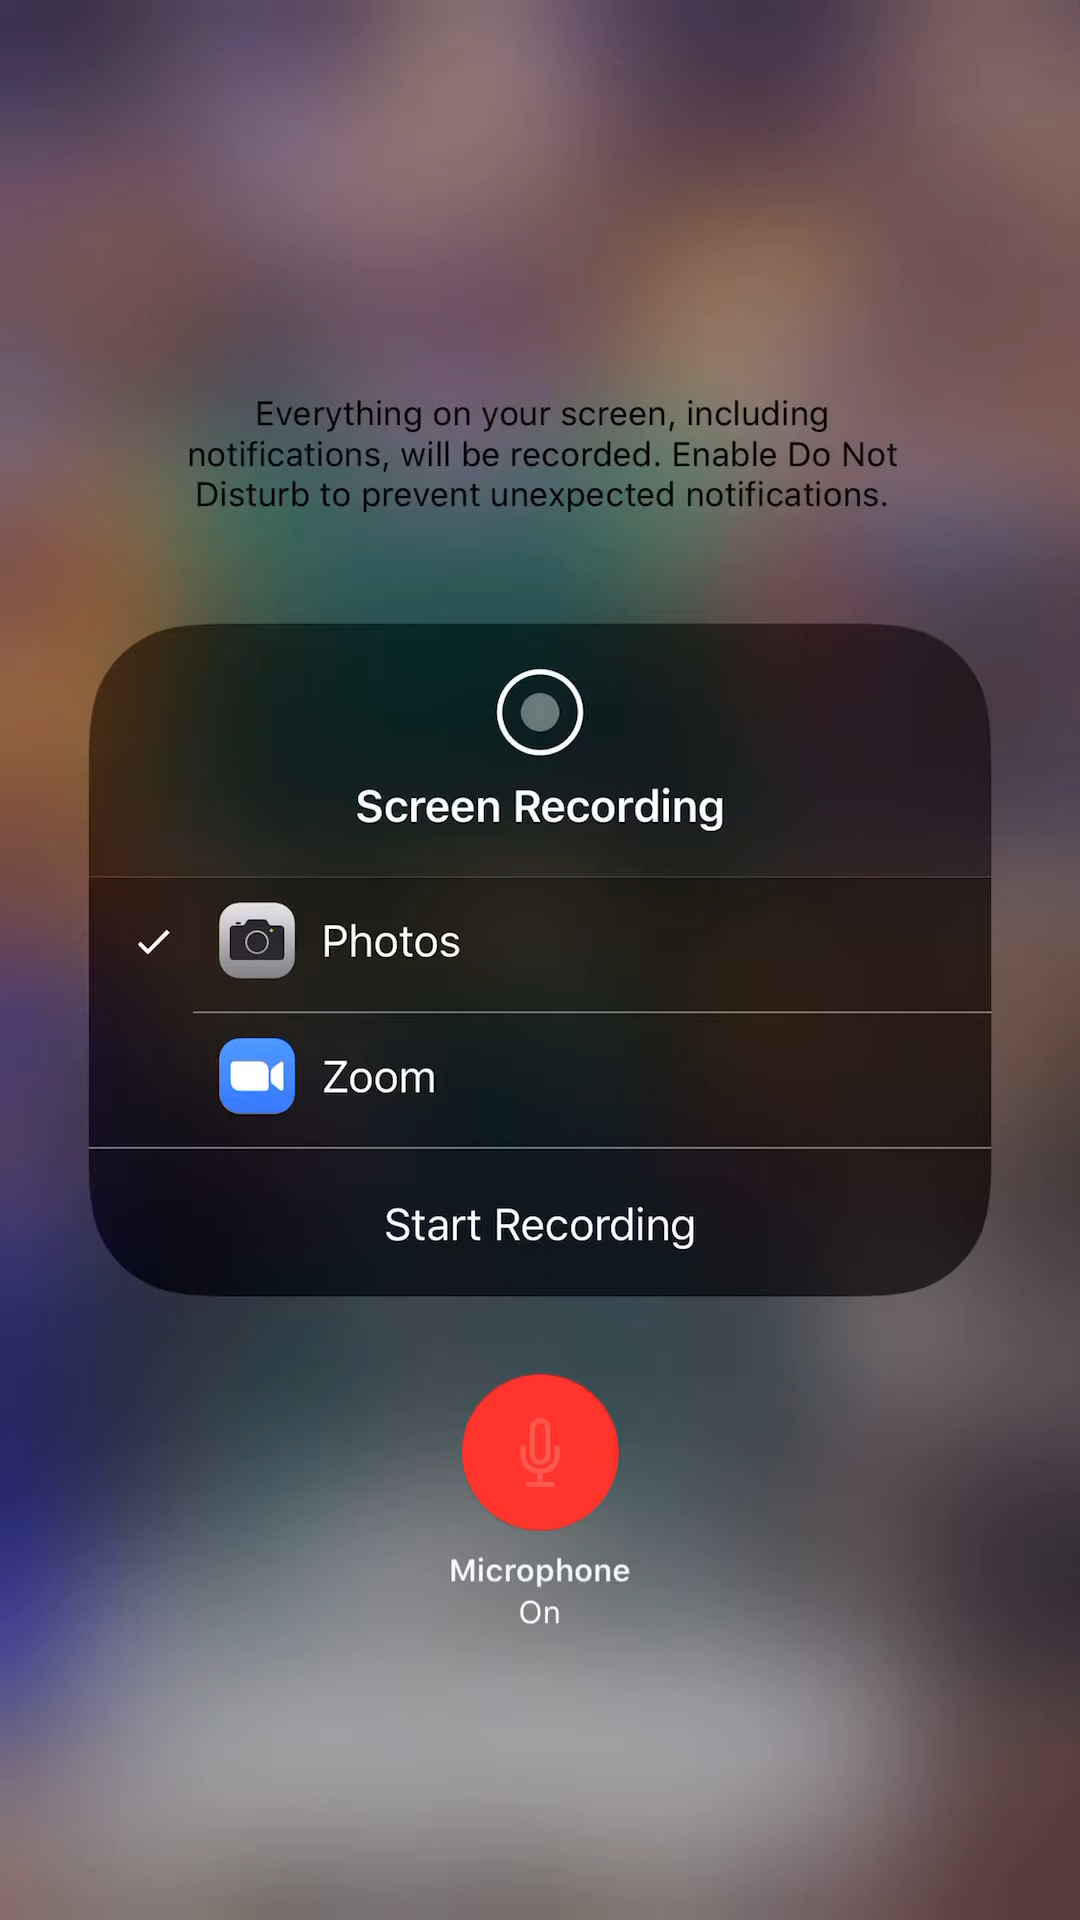 Everything on your screen, including
notifications, will be recorded. Enable Do Not
Disturb to prevent unexpected notifications.
Screen Recording
Photos
Zoom
Start Recording
Microphone
On